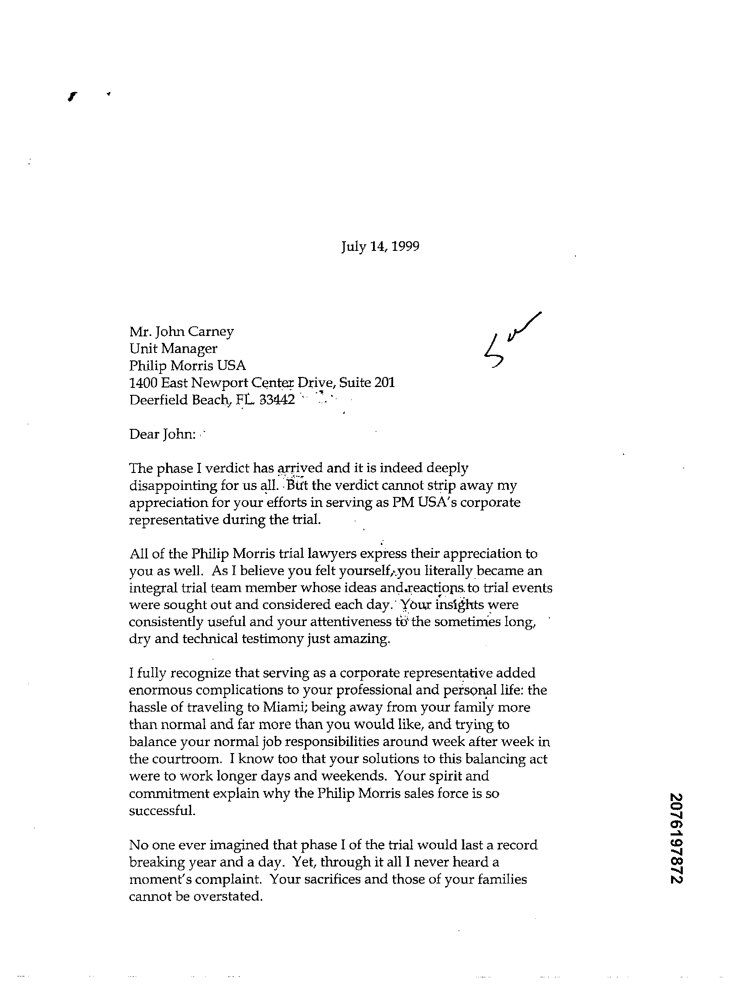 July 14, 1999
Mr. John Carney
Unit Manager
Philip Morris USA
1400 East Newport Center Drive, Suite 201
Deerfield Beach, FL 33442
Dear John:
The phase I verdict has arrived and it is indeed deeply
disappointing for us all. But the verdict cannot strip away my
appreciation for your efforts in serving as PM USA's corporate
representative during the trial.
All of the Philip Morris trial lawyers express their appreciation to
you as well. As I believe you felt yourself, you literally became an
integral trial team member whose ideas and reactions to trial events
were sought out and considered each day. Your insights were
consistently useful and your attentiveness to the sometimes long,
dry and technical testimony just amazing.
I fully recognize that serving as a corporate representative added
enormous complications to your professional and personal life: the
hassle of traveling to Miami; being away from your family more
than normal and far more than you would like, and trying to
balance your normal job responsibilities around week after week in
the courtroom. I know too that your solutions to this balancing act
were to work longer days and weekends. Your spirit and
commitment explain why the Philip Morris sales force is so
successful.
No one ever imagined that phase I of the trial would last a record
breaking year and a day. Yet, through it all I never heard a
moment's complaint. Your sacrifices and those of your families
cannot be overstated.
2076197872